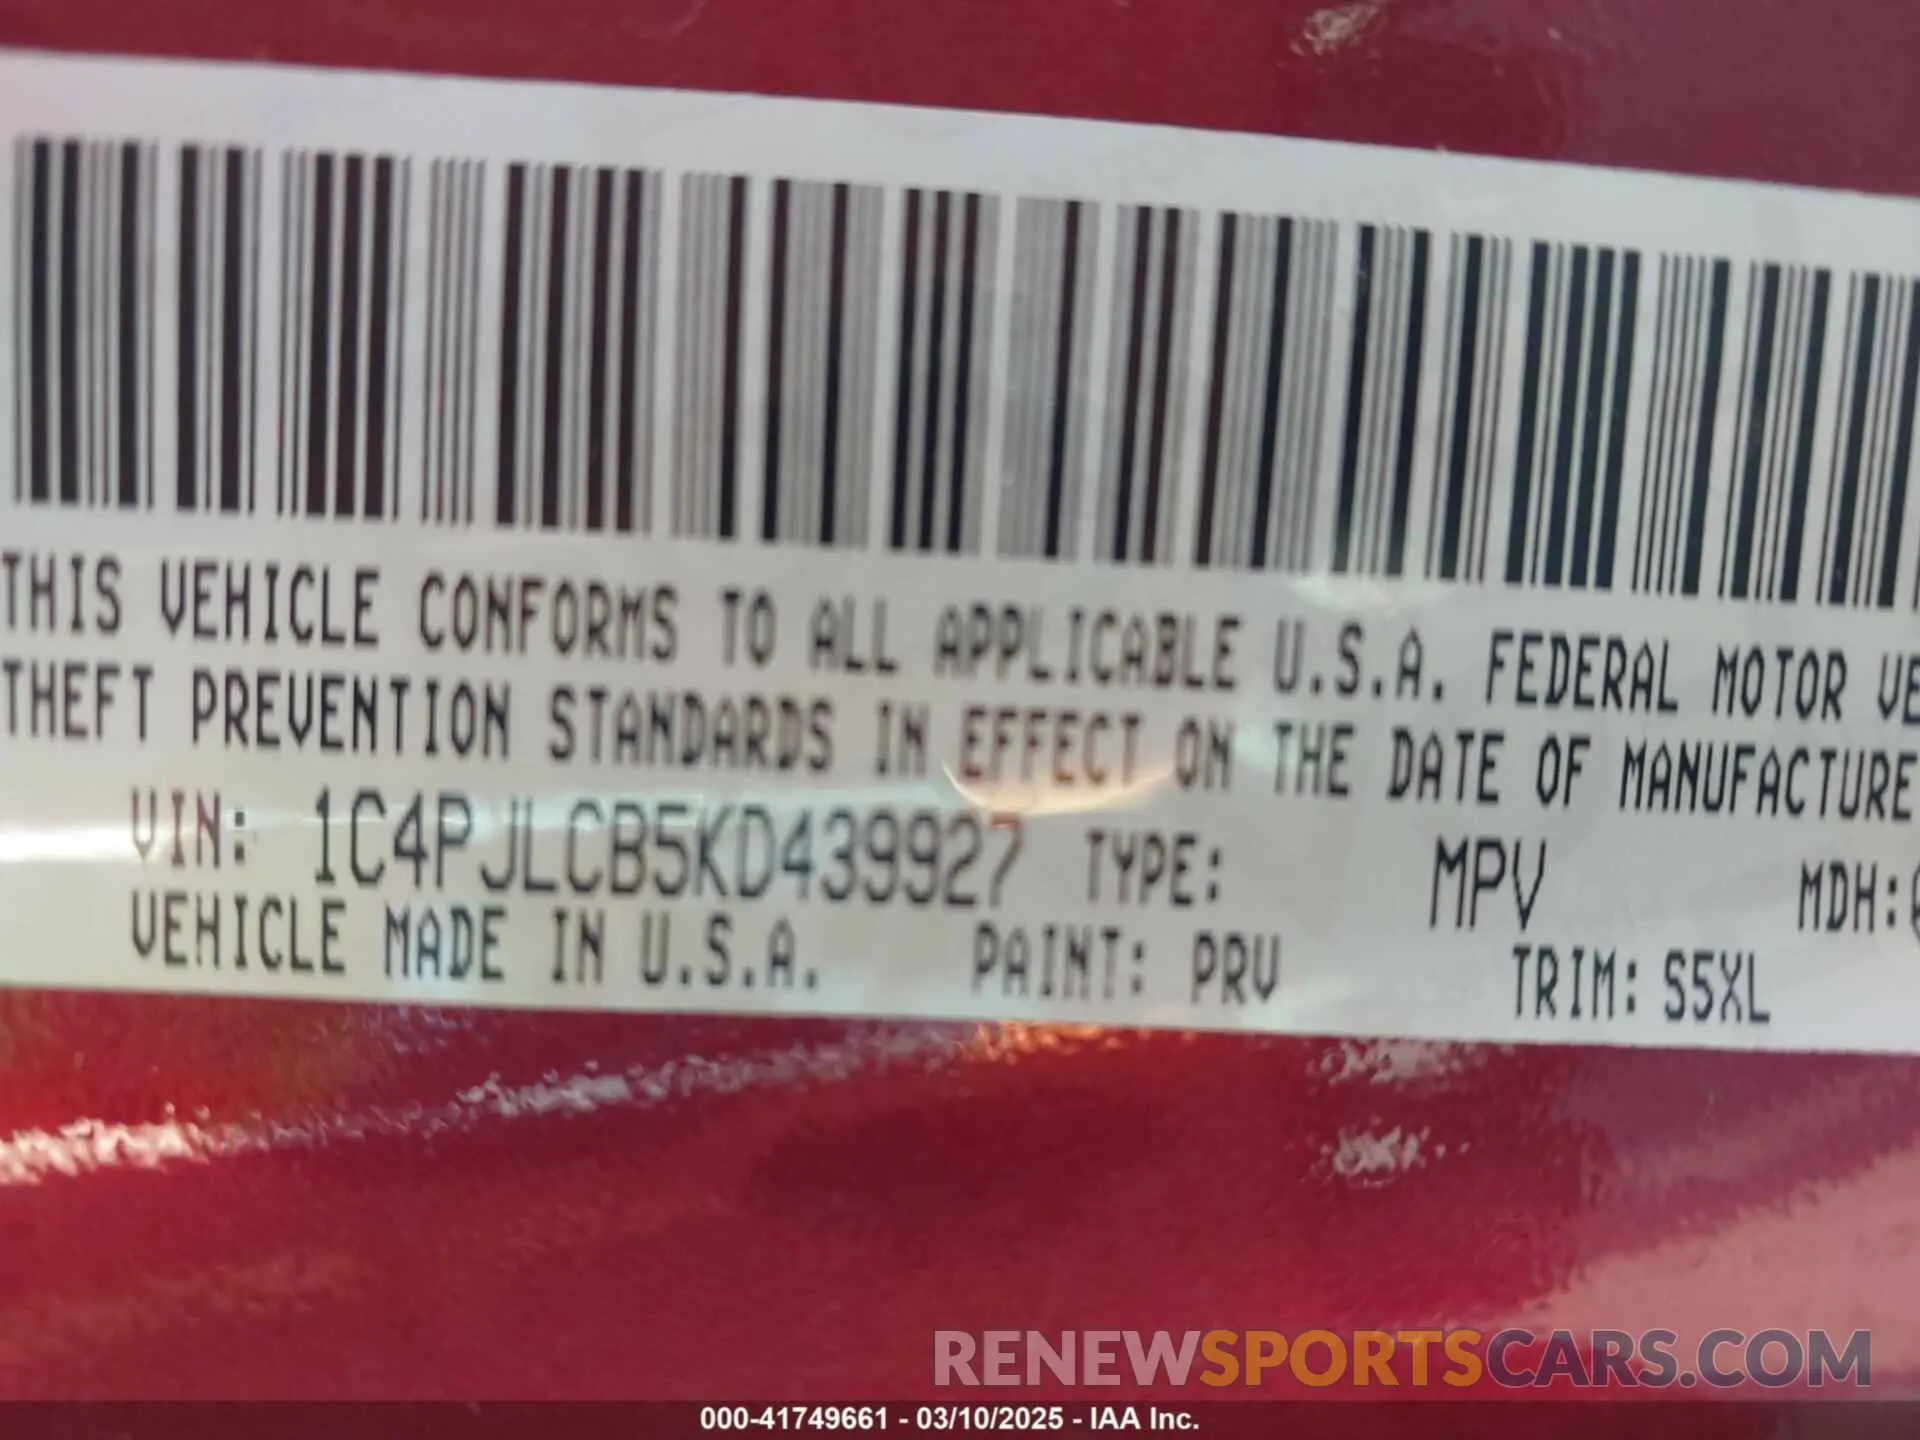 THIS VEHICLE CONFORMS TO ALL APPLICABLE U.S.A. FEDERAL MOTOR VE
THEFT PREVENTION STANDARDS IN EFFECT ON THE DATE OF MANUFACTURE
VIN: 1C4PJLCB5KD439927 TYPE: MPV MDH:
VEHICLE MADE IN U.S.A. PAINT: PRV TRIM: S5XL
RENEWSPORTSCARS.COM
000-41749661 - 03/10/2025 - IAA Inc.